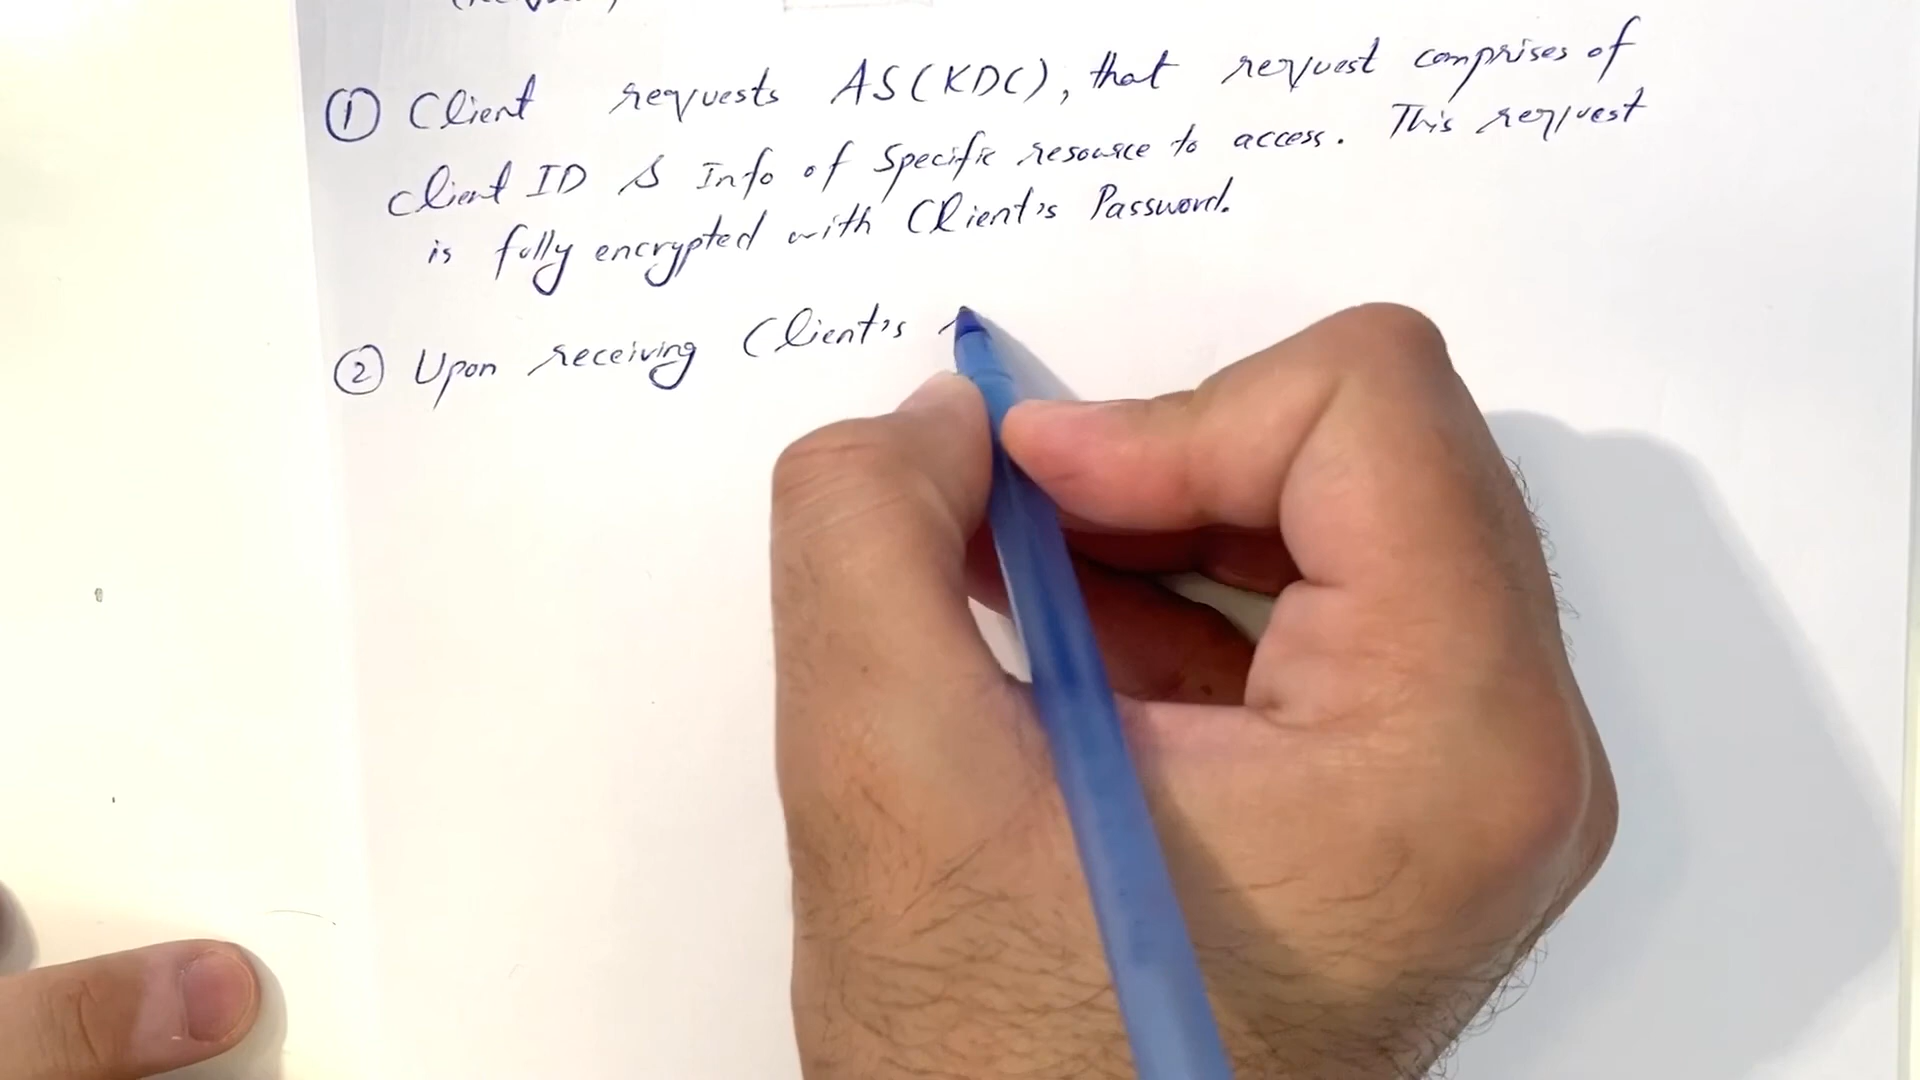 ① Client requests AS(KDC), that request comprises of
Client ID & Info of Specific resource to access. This request
is fully encrypted with Client's Password.
② Upon receiving Client's